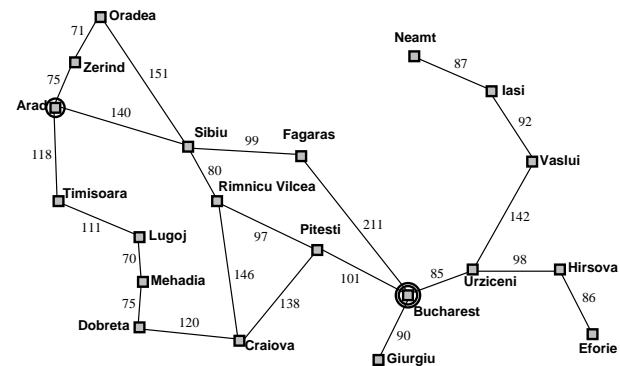 Oradea
71
Neamt
87
Zerind
151
75
Iasi
Arad
140
92
Sibiu
99
Fagaras
118
80
Vaslui
Timisoara
Rimnicu Vilcea
111
211
142
Lugoj
97
Pitesti
70
98
Hirsova
Mehadia
146
101
85
Urziceni
75
138
86
Bucharest
120
Dobreta
90
Craiova
Eforie
Giurgiu